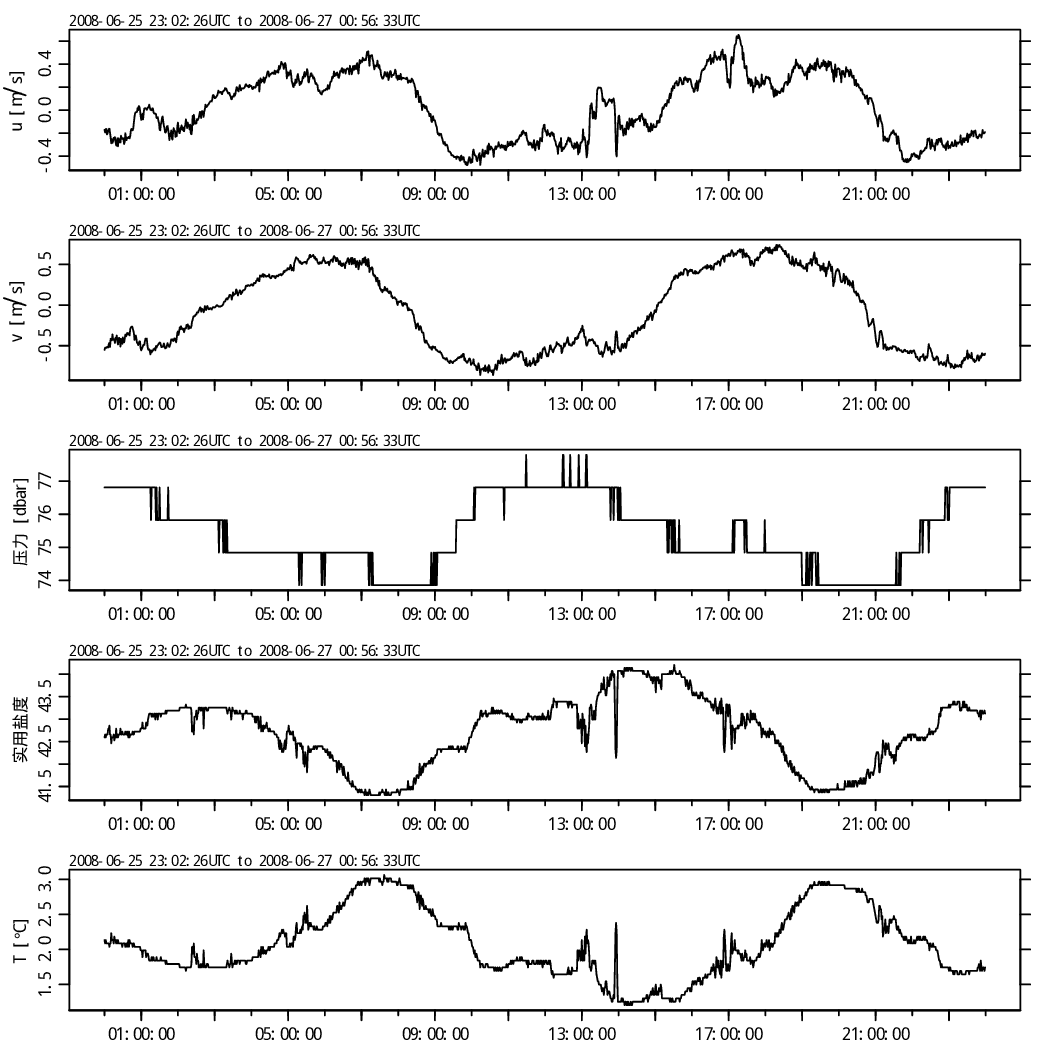 2008-06-25 23:02:26UTC to 2008-06-27 00:56:33UTC
u [m/s]
0.4
0.0
-0.4
01:00:00 05:00:00 09:00:00 13:00:00 17:00:00 21:00:00
2008-06-25 23:02:26UTC to 2008-06-27 00:56:33UTC
v [m/s]
0.5
0.0
-0.5
01:00:00 05:00:00 09:00:00 13:00:00 17:00:00 21:00:00
2008-06-25 23:02:26UTC to 2008-06-27 00:56:33UTC
压力 [dbar]
77
76
75
74
01:00:00 05:00:00 09:00:00 13:00:00 17:00:00 21:00:00
2008-06-25 23:02:26UTC to 2008-06-27 00:56:33UTC
实用盐度
43.5
42.5
41.5
01:00:00 05:00:00 09:00:00 13:00:00 17:00:00 21:00:00
2008-06-25 23:02:26UTC to 2008-06-27 00:56:33UTC
T [°C]
3.0
2.5
2.0
1.5
01:00:00 05:00:00 09:00:00 13:00:00 17:00:00 21:00:00